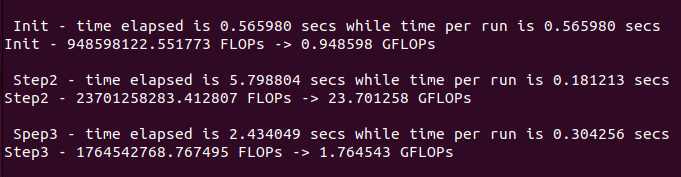 Init - time elapsed is 0.565980 secs while time per run is 0.565980 secs
Init - 948598122.551773 FLOPs -> 0.948598 GFLOPs
Step2 - time elapsed is 5.798804 secs while time per run is 0.181213 secs
Step2 - 23701258283.412807 FLOPs -> 23.701258 GFLOPs
Spep3 - time elapsed is 2.434049 secs while time per run is 0.304256 secs
Step3 - 1764542768.767495 FLOPs -> 1.764543 GFLOPs